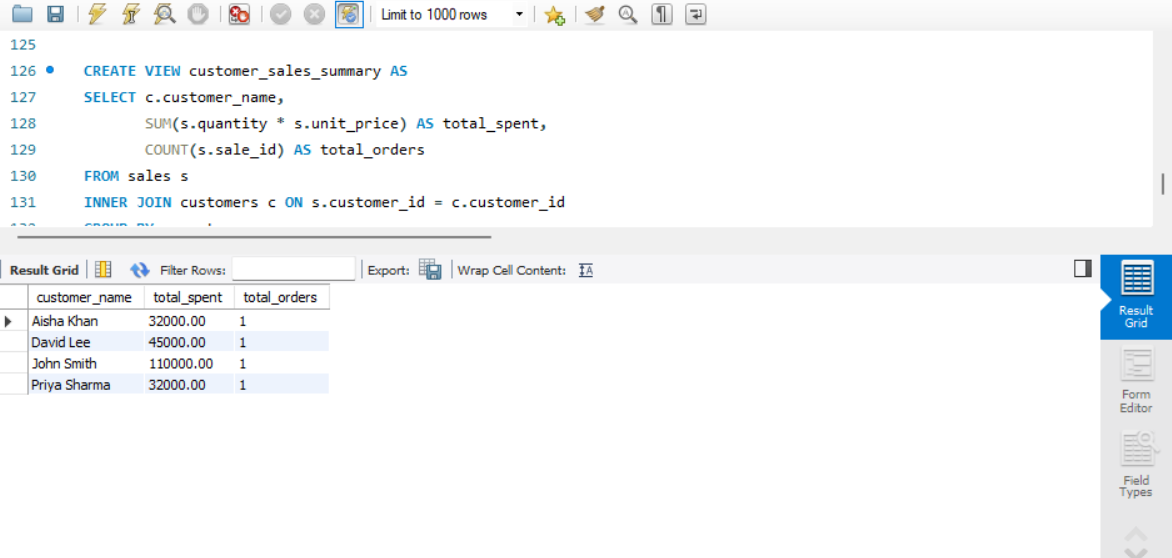 Limit to 1000 rows
125
126 CREATE VIEW customer_sales_summary AS
127 SELECT c.customer_name,
128 SUM(s.quantity * s.unit_price) AS total_spent,
129 COUNT(s.sale_id) AS total_orders
130 FROM sales s
131 INNER JOIN customers c ON s.customer_id = c.customer_id
Result Grid Filter Rows: Export: Wrap Cell Content:
customer_name total_spent total_orders
Aisha Khan 32000.00 1
David Lee 45000.00 1
John Smith 110000.00 1
Priya Sharma 32000.00 1
Result
Grid
Form
Editor
Field
Types